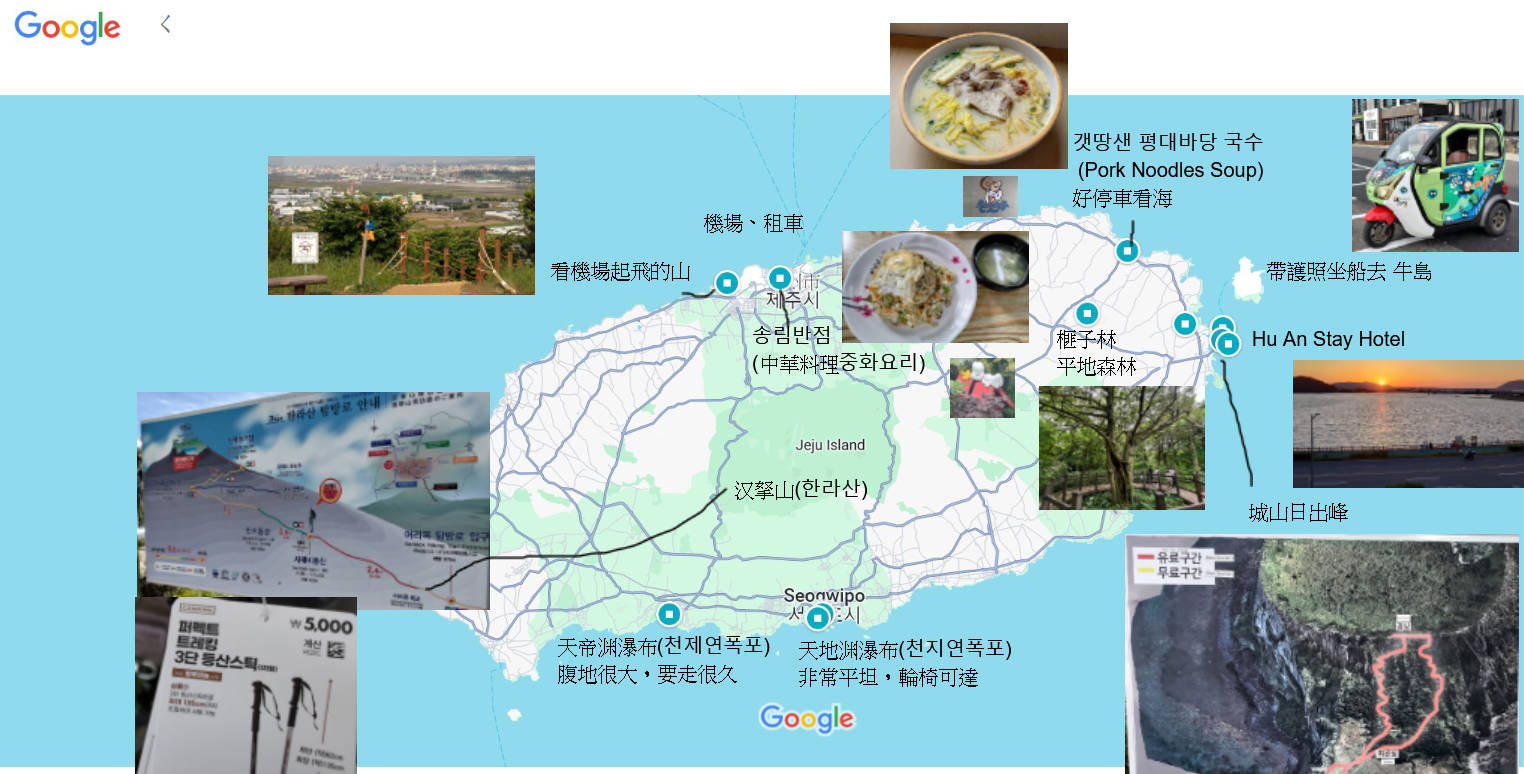 Google
갯땅샌 평대바당 국수
(Pork Noodles Soup)
好停車看海
機場、租車
看機場起飛的山
帶護照坐船去 牛島
市
제주시
송림반점
(中華料理중화요리)
榧子林
平地森林
Hu An Stay Hotel
Jeju Island
汉拏山(한라산)
城山日出峰
한라산 탐방로 안내
어리목 탐방로 입구
유료구간
무료구간
Seogwipo
天帝渊瀑布(천제연폭포)
腹地很大，要走很久
天地渊瀑布(천지연폭포)
非常平坦，輪椅可達
퍼펙트
트레킹
3단 등산스틱
₩5,000
Google